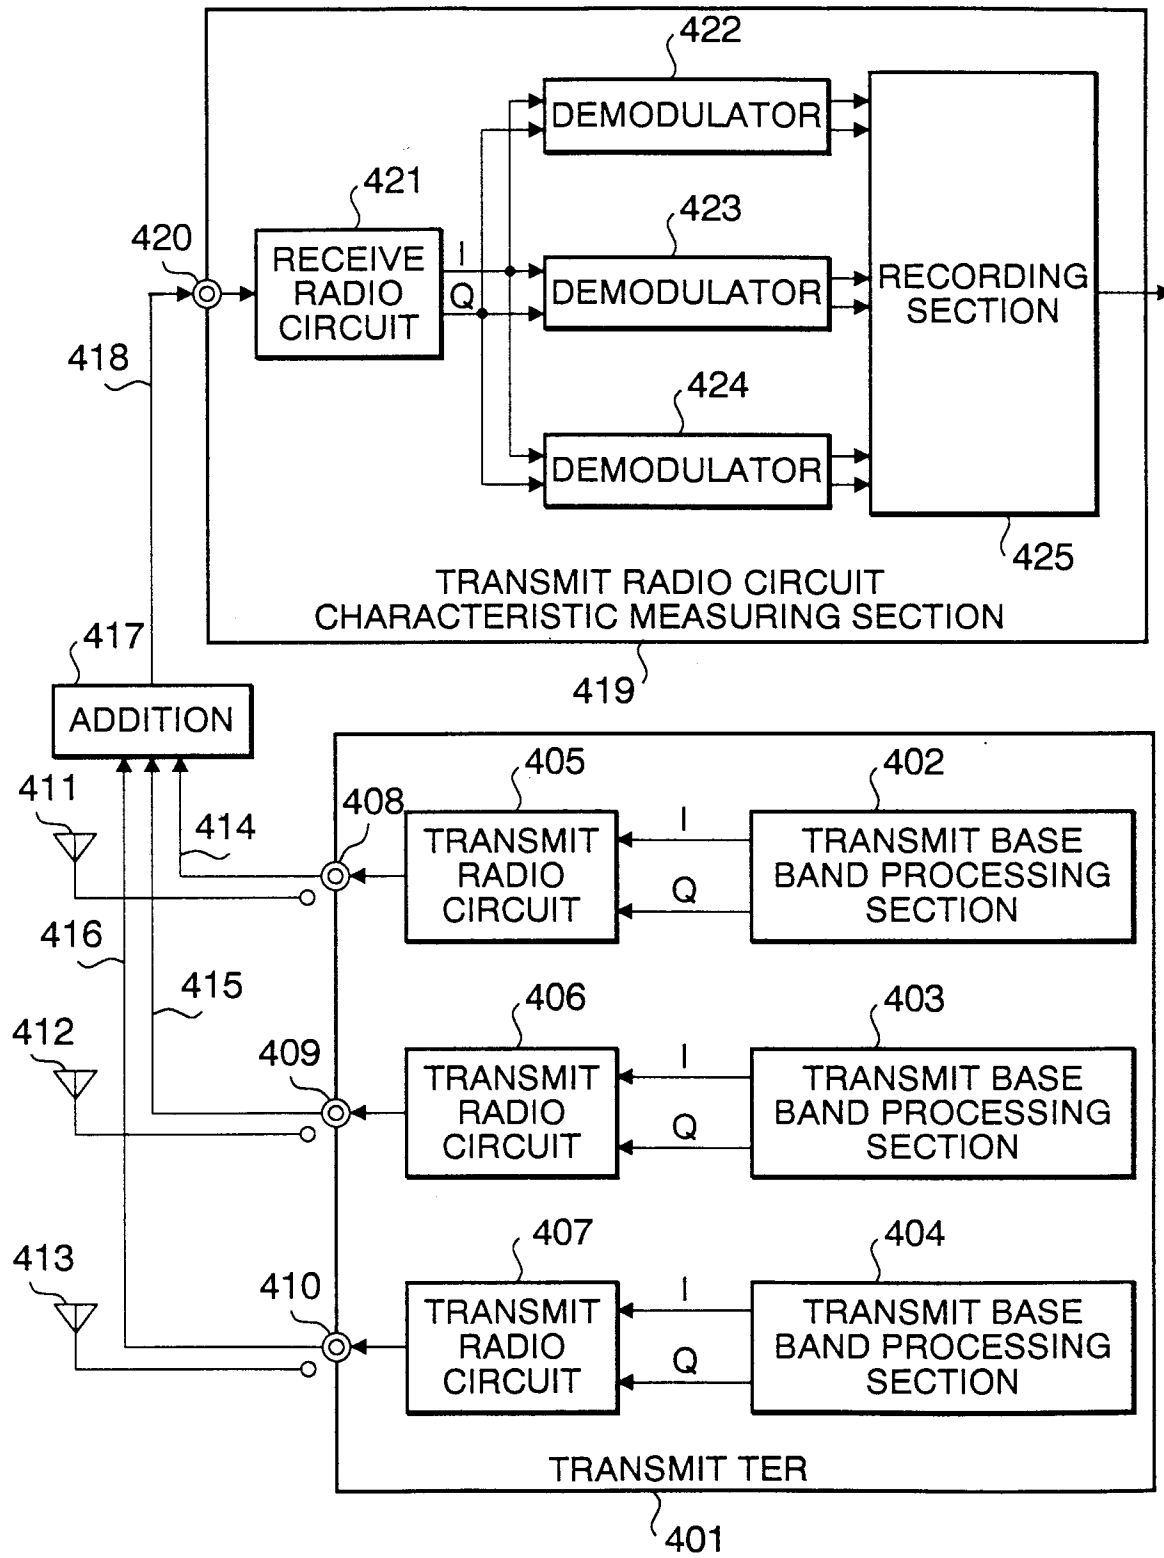 422
DEMODULATOR
421
423
420
RECEIVE
RADIO
CIRCUIT
I
Q
DEMODULATOR
RECORDING
SECTION
418
424
DEMODULATOR
425
TRANSMIT RADIO CIRCUIT
CHARACTERISTIC MEASURING SECTION
417
419
ADDITION
405
402
411
408
414
TRANSMIT
RADIO
CIRCUIT
I
Q
TRANSMIT BASE
BAND PROCESSING
SECTION
416
415
406
403
412
409
TRANSMIT
RADIO
CIRCUIT
I
Q
TRANSMIT BASE
BAND PROCESSING
SECTION
407
404
413
410
TRANSMIT
RADIO
CIRCUIT
I
Q
TRANSMIT BASE
BAND PROCESSING
SECTION
TRANSMIT TER
401